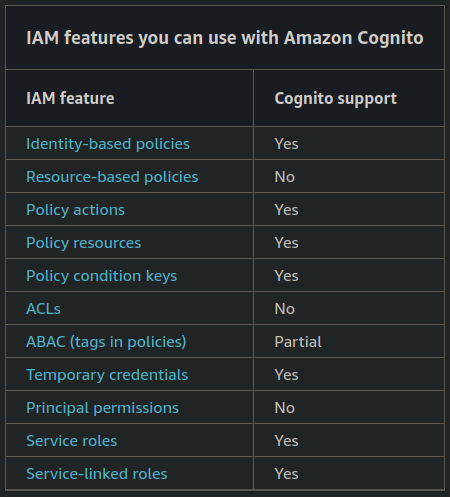 IAM features you can use with Amazon Cognito
IAM feature Cognito support
Identity-based policies Yes
Resource-based policies No
Policy actions Yes
Policy resources Yes
Policy condition keys Yes
ACLs No
ABAC (tags in policies) Partial
Temporary credentials Yes
Principal permissions No
Service roles Yes
Service-linked roles Yes